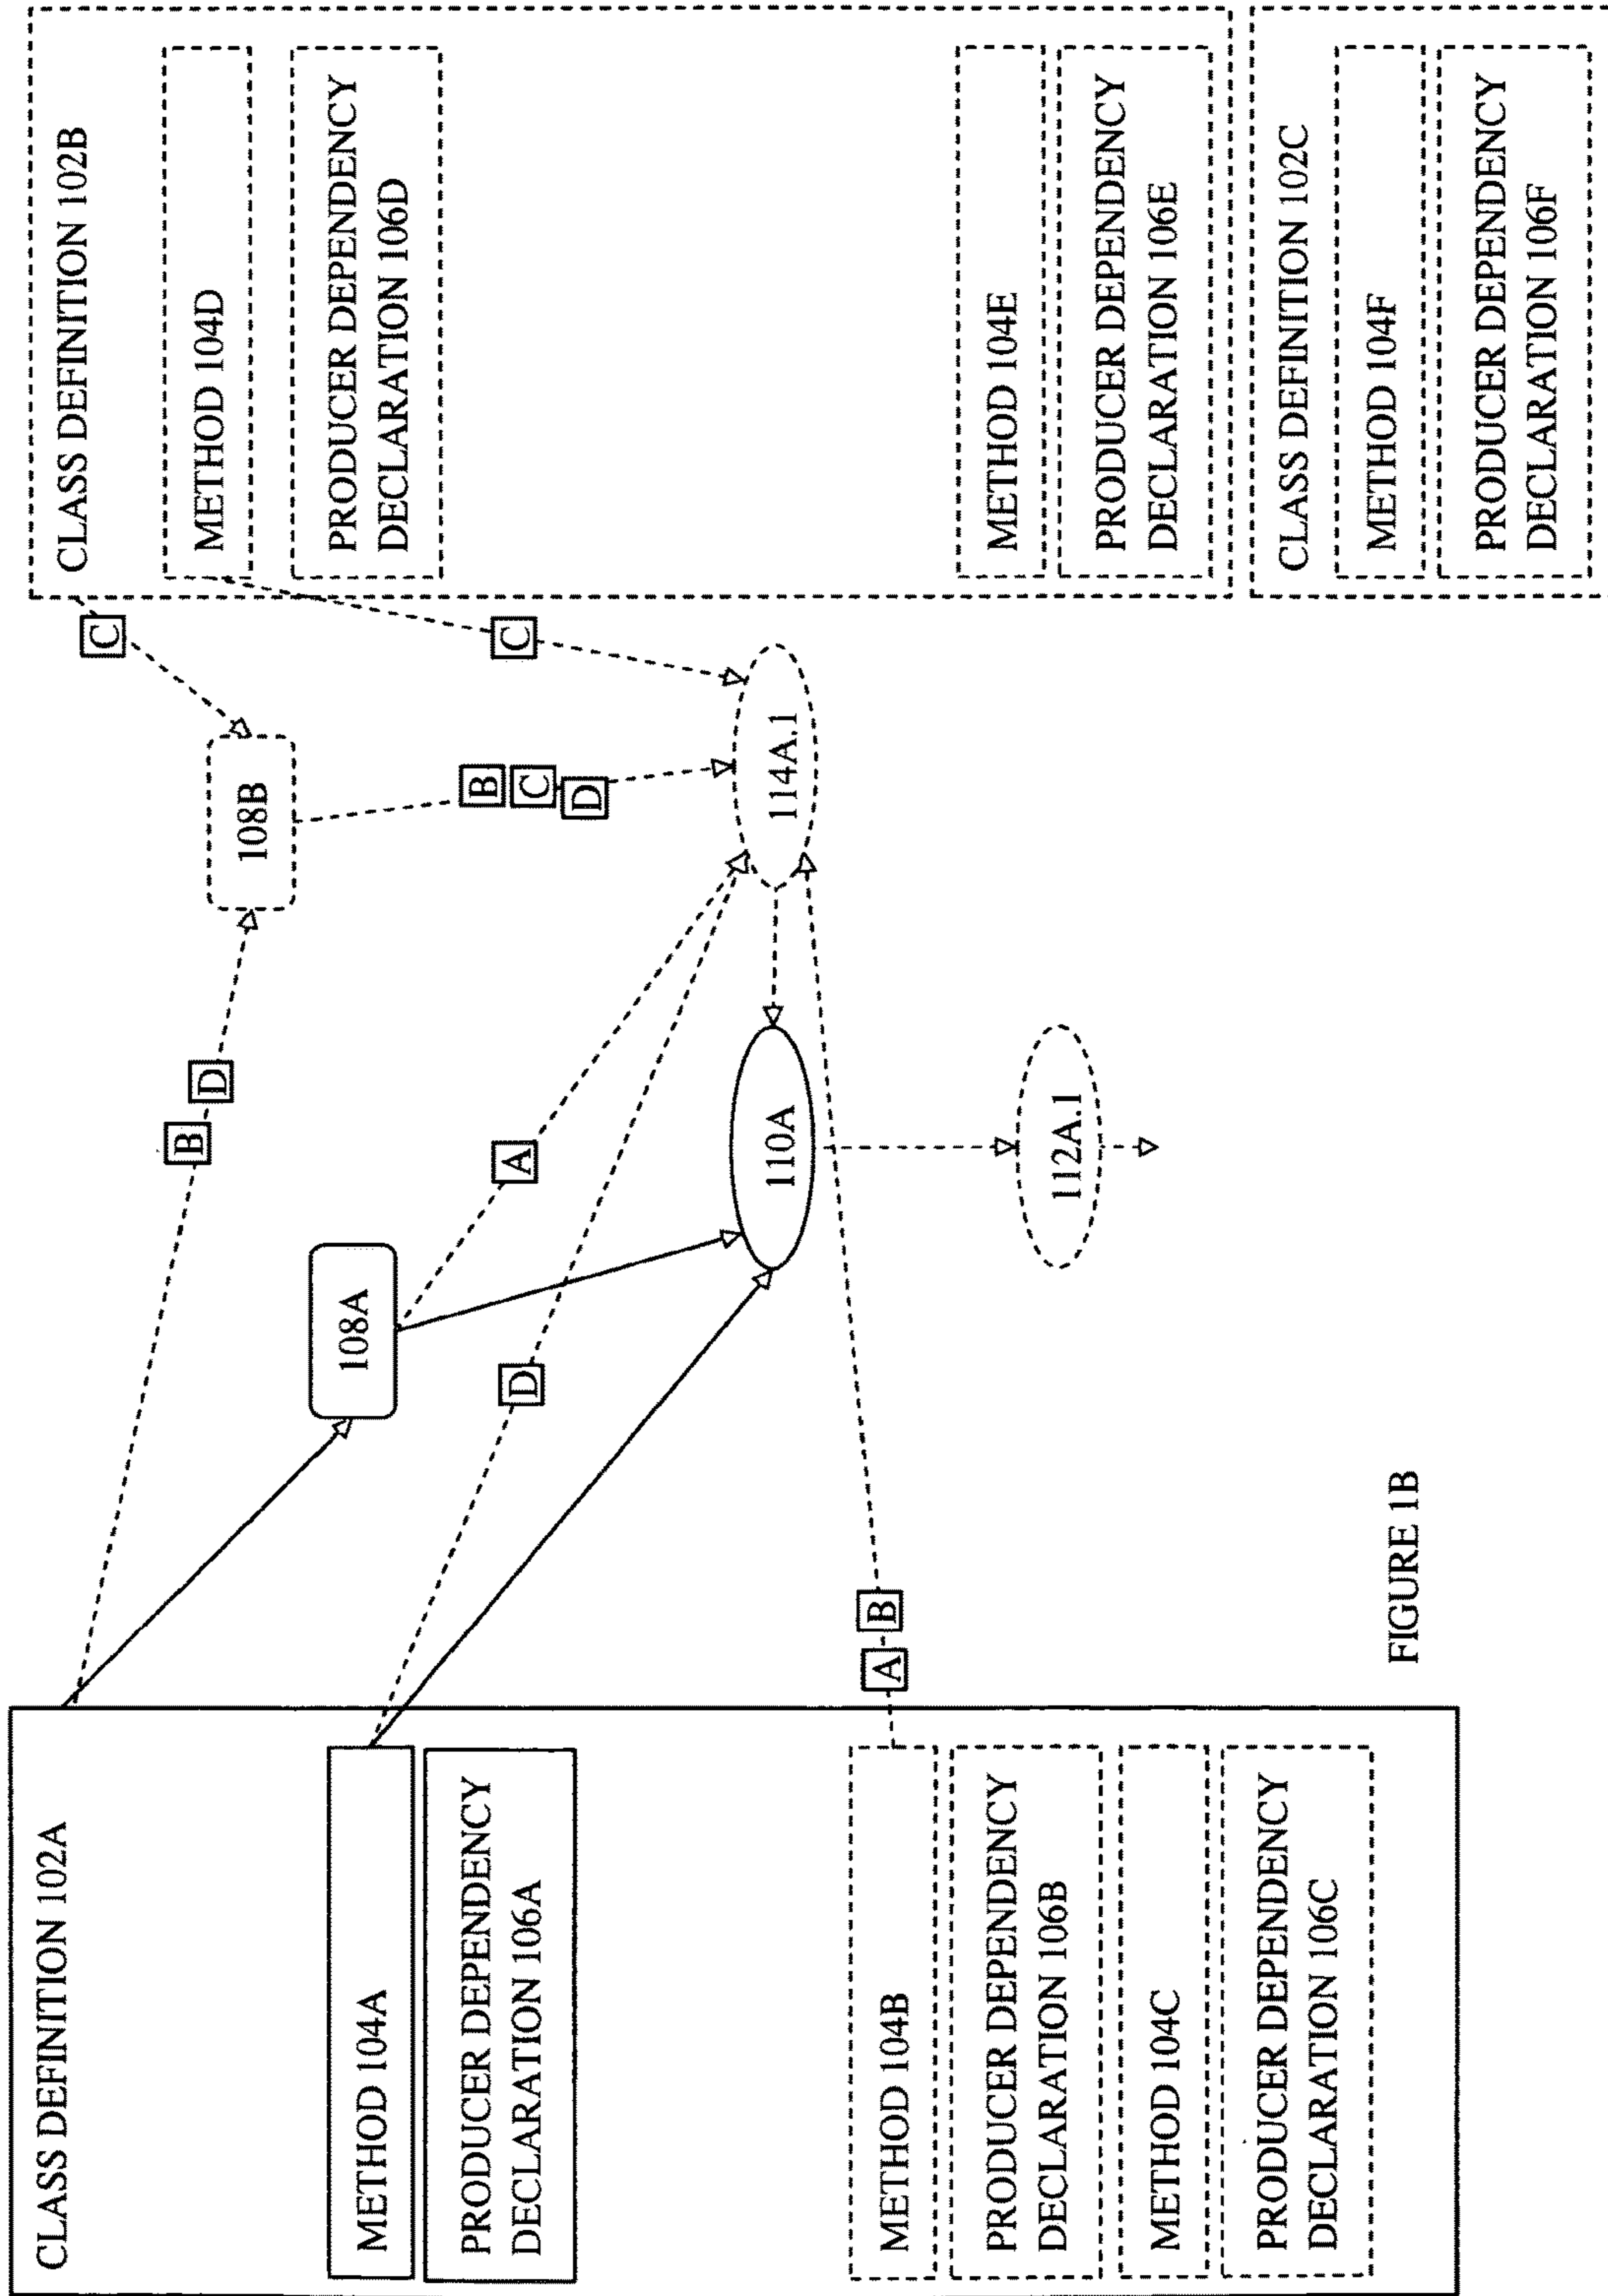 CLASS DEFINITION 102A
METHOD 104A
PRODUCER DEPENDENCY
DECLARATION 106A
METHOD 104B
PRODUCER DEPENDENCY
DECLARATION 106B
METHOD 104C
PRODUCER DEPENDENCY
DECLARATION 106C
B
D
108A
D
A
A
B
108B
B
C
D
C
C
110A
114A.1
112A.1
CLASS DEFINITION 102B
METHOD 104D
PRODUCER DEPENDENCY
DECLARATION 106D
METHOD 104E
PRODUCER DEPENDENCY
DECLARATION 106E
CLASS DEFINITION 102C
METHOD 104F
PRODUCER DEPENDENCY
DECLARATION 106F
FIGURE 1B